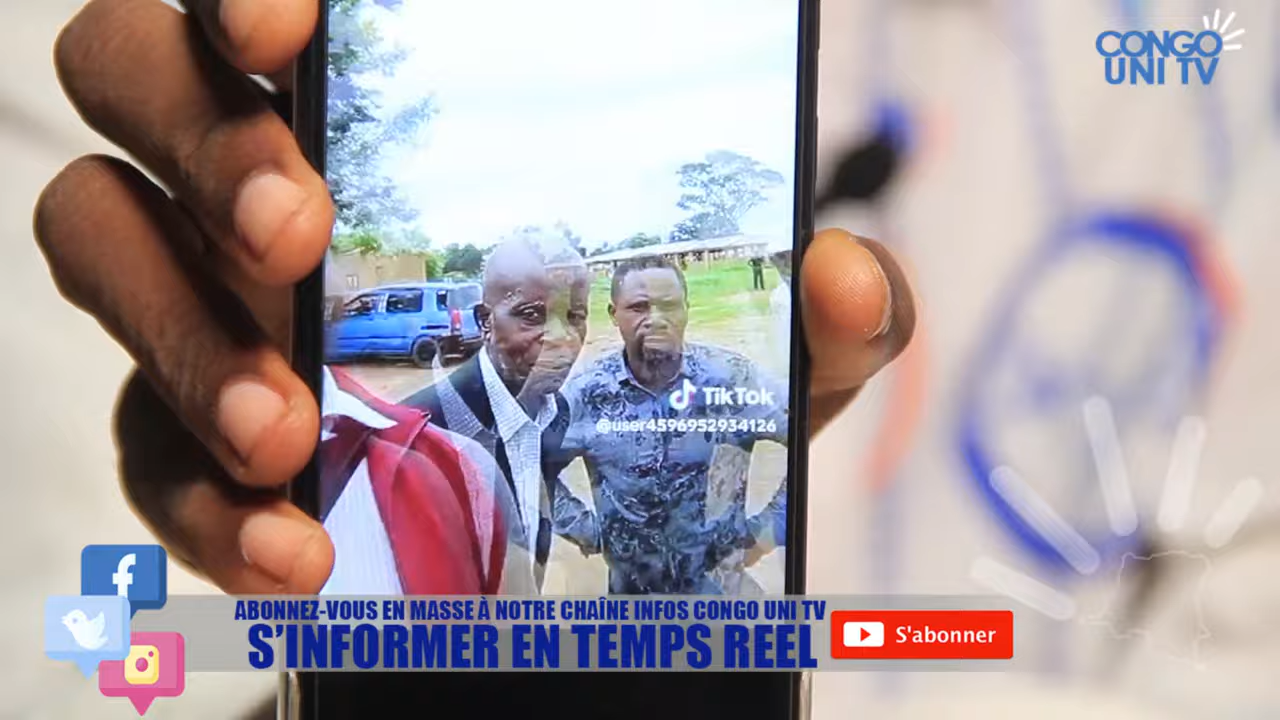 CONGO
UNI TV
TikTok
@user4596952934126
ABONNEZ-VOUS EN MASSE À NOTRE CHAÎNE INFOS CONGO UNI TV
S'INFORMER EN TEMPS REEL
S'abonner